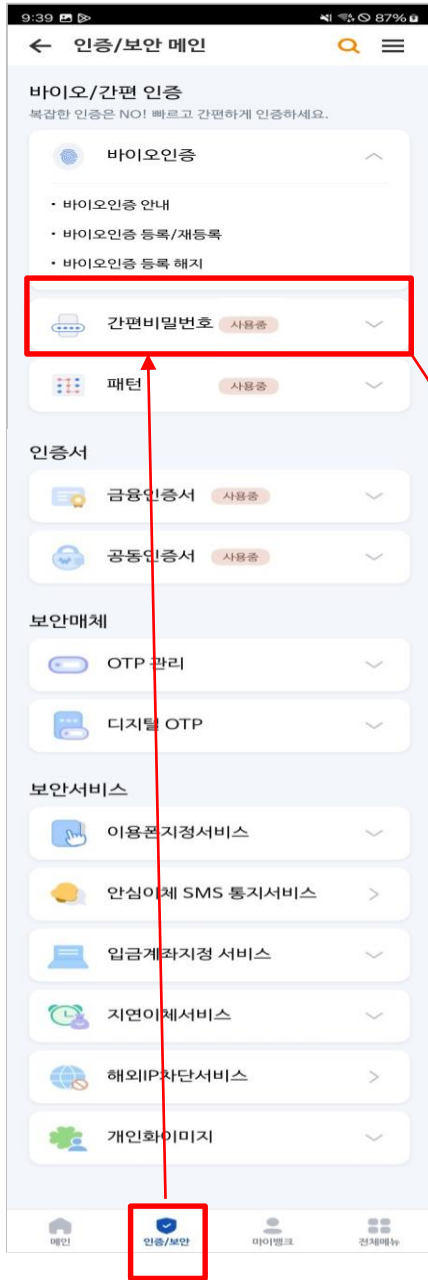 9:39 87%
인증/보안 메인
바이오/간편 인증
복잡한 인증은 NO! 빠르고 간편하게 인증하세요.
바이오인증
· 바이오인증 안내
· 바이오인증 등록/재등록
· 바이오인증 등록 해지
간편비밀번호 사용중
패턴 사용중
인증서
금융인증서 사용중
공동인증서 사용중
보안매체
OTP 관리
디지털 OTP
보안서비스
이용폰지정서비스
안심이체 SMS 통지서비스
입금계좌지정 서비스
지연이체서비스
해외IP차단서비스
개인화이미지
메인 인증/보안 마이뱅크 전체메뉴